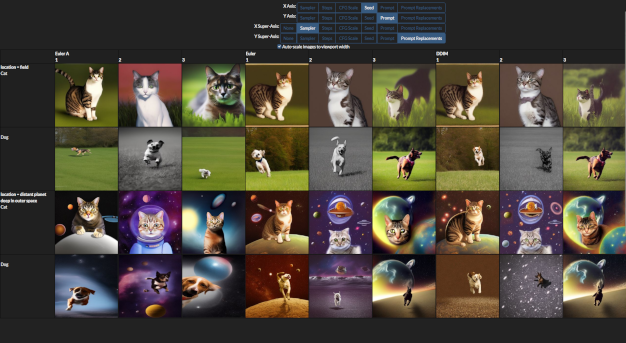 X Axis: Sampler Steps CFG Scale Seed Prompt Prompt Replacements
Y Axis: Sampler Steps CFG Scale Seed Prompt Prompt Replacements
X Super-Axis: None Sampler Steps CFG Scale Seed Prompt Prompt Replacements
Y Super-Axis: None Sampler Steps CFG Scale Seed Prompt Prompt Replacements
Auto-scale images to viewport width
Euler A Euler DDIM
1 2 3 1 2 3 1 2 3
location = field
Cat
Dog
location = distant planet
deep in outer space
Cat
Dog